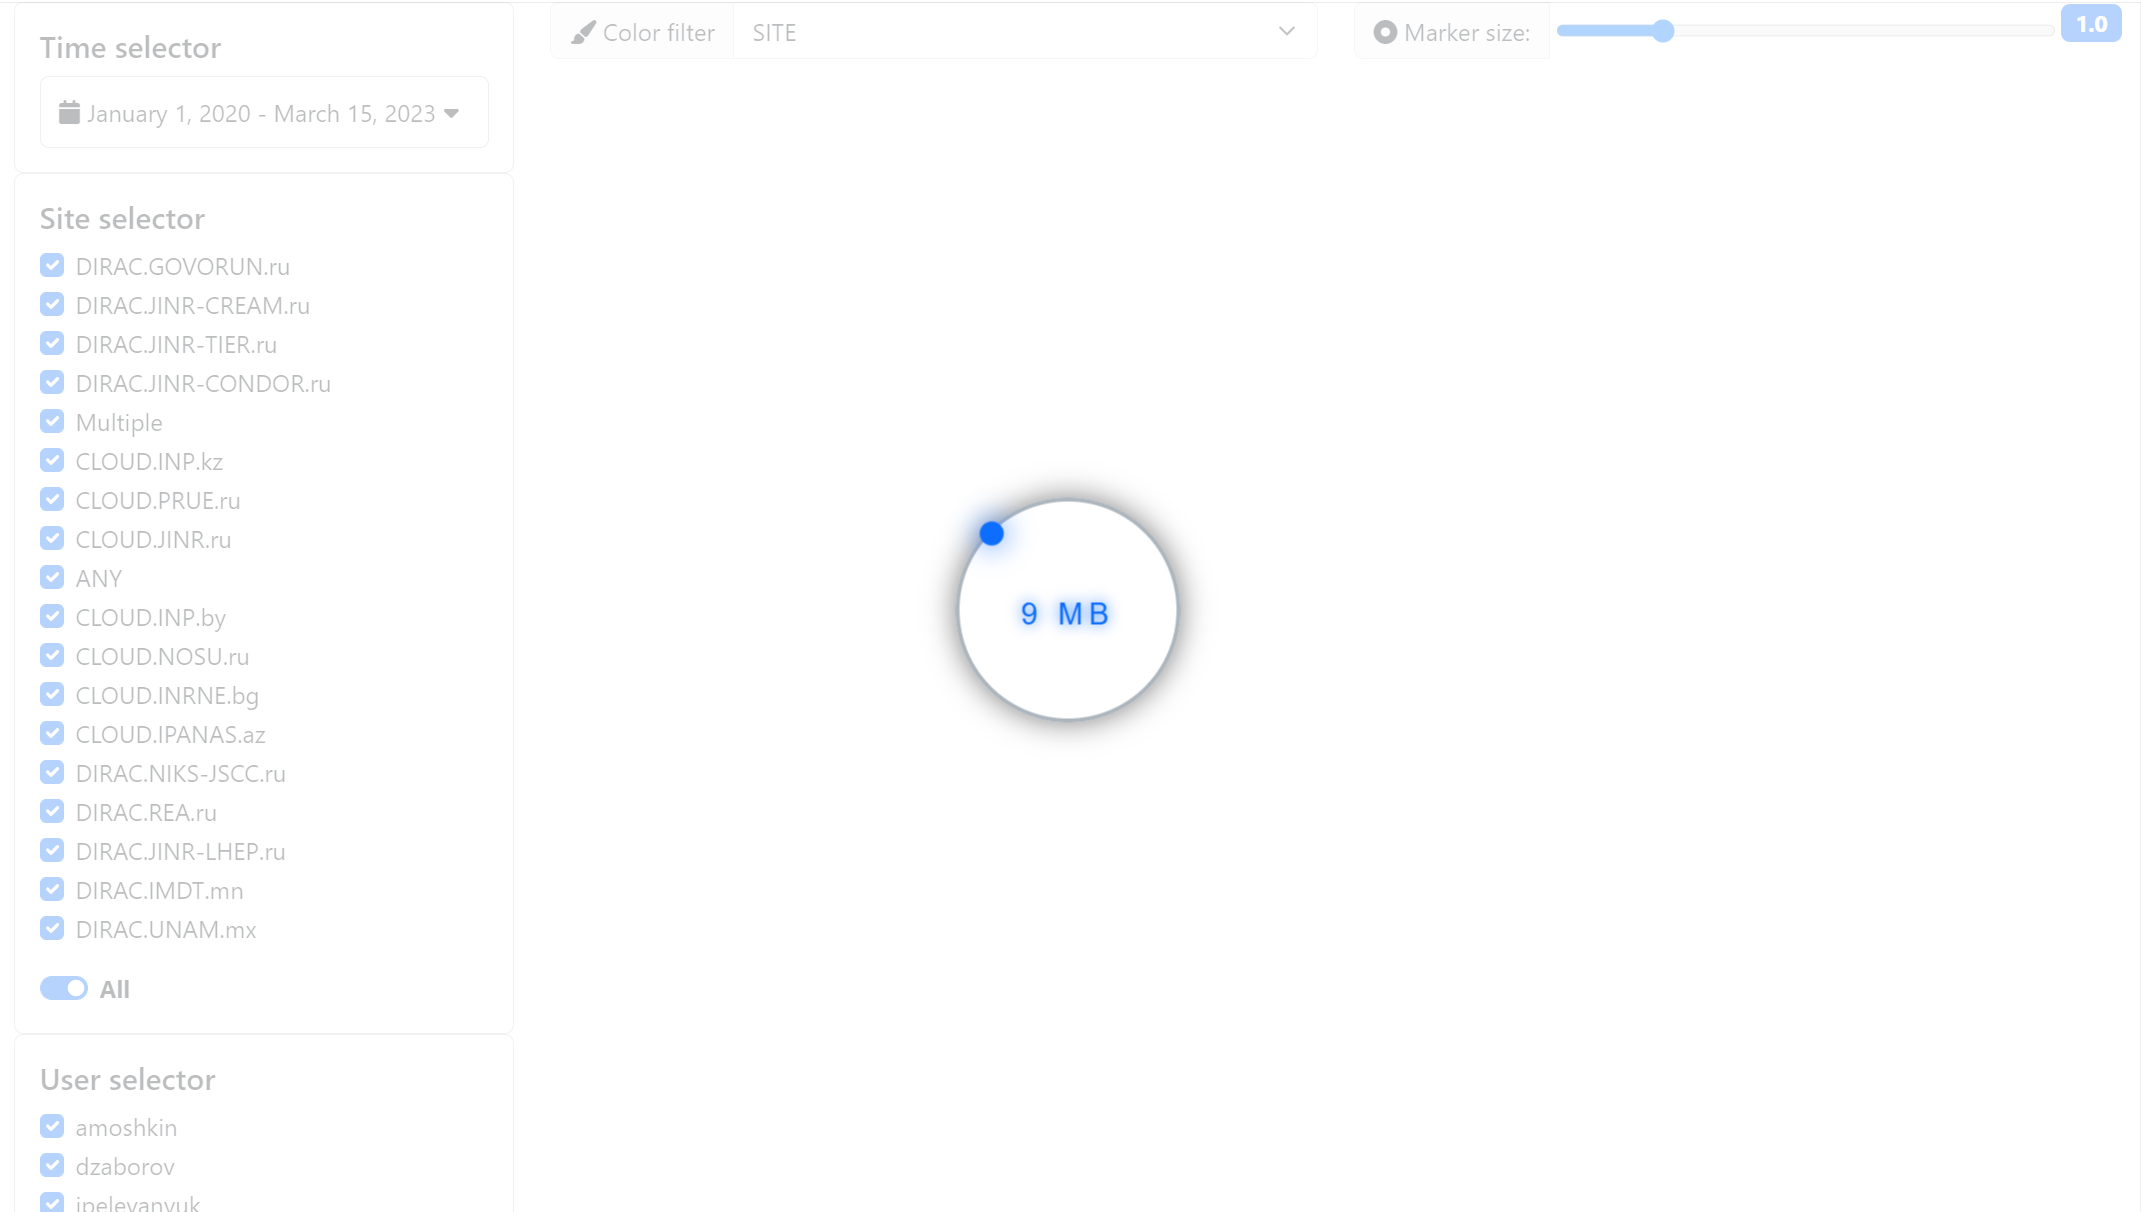 Time selector
January 1, 2020 - March 15, 2023
Site selector
DIRAC.GOVORUN.ru
DIRAC.JINR-CREAM.ru
DIRAC.JINR-TIER.ru
DIRAC.JINR-CONDOR.ru
Multiple
CLOUD.INP.kz
CLOUD.PRUE.ru
CLOUD.JINR.ru
ANY
CLOUD.INP.by
CLOUD.NOSU.ru
CLOUD.INRNE.bg
CLOUD.IPANAS.az
DIRAC.NIKS-JSCC.ru
DIRAC.REA.ru
DIRAC.JINR-LHEP.ru
DIRAC.IMDT.mn
DIRAC.UNAM.mx
All
User selector
amoshkin
dzaborov
ipelevanyuk
Color filter SITE
Marker size: 1.0
9 MB